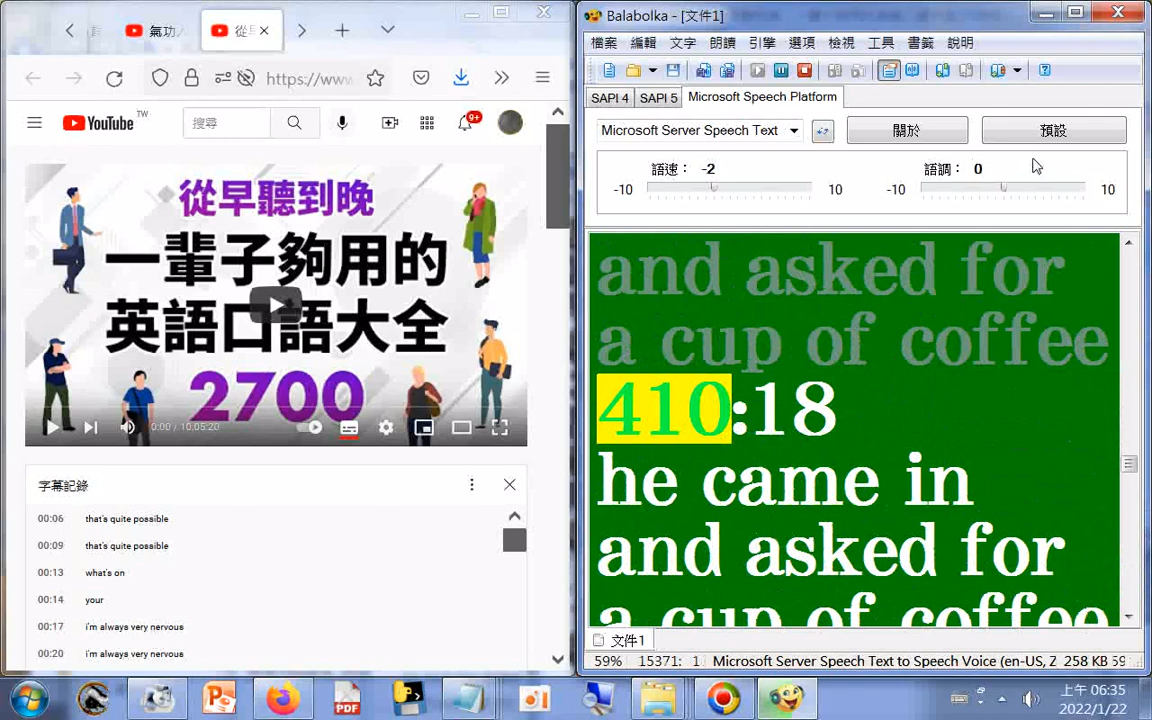 氣功
從
https://www
YouTube TW
搜尋
9+
從早聽到晚
一輩子夠用的
英語口語大全
2700
0:00 / 10:05:20
字幕記錄
00:06 that's quite possible
00:09 that's quite possible
00:13 what's on
00:14 your
00:17 i'm always very nervous
00:20 i'm always very nervous
Balabolka - [文件1]
檔案 編輯 文字 朗讀 引擎 選項 檢視 工具 書籤 說明
SAPI 4 SAPI 5 Microsoft Speech Platform
Microsoft Server Speech Text 關於 預設
語速： -2 語調： 0
-10 10 -10 10
and asked for
a cup of coffee
410:18
he came in
and asked for
a cup of coffee
文件1
59% 15371: 1 Microsoft Server Speech Text to Speech Voice (en-US, Z 258 KB 59
PDF
上午 06:35
2022/1/22